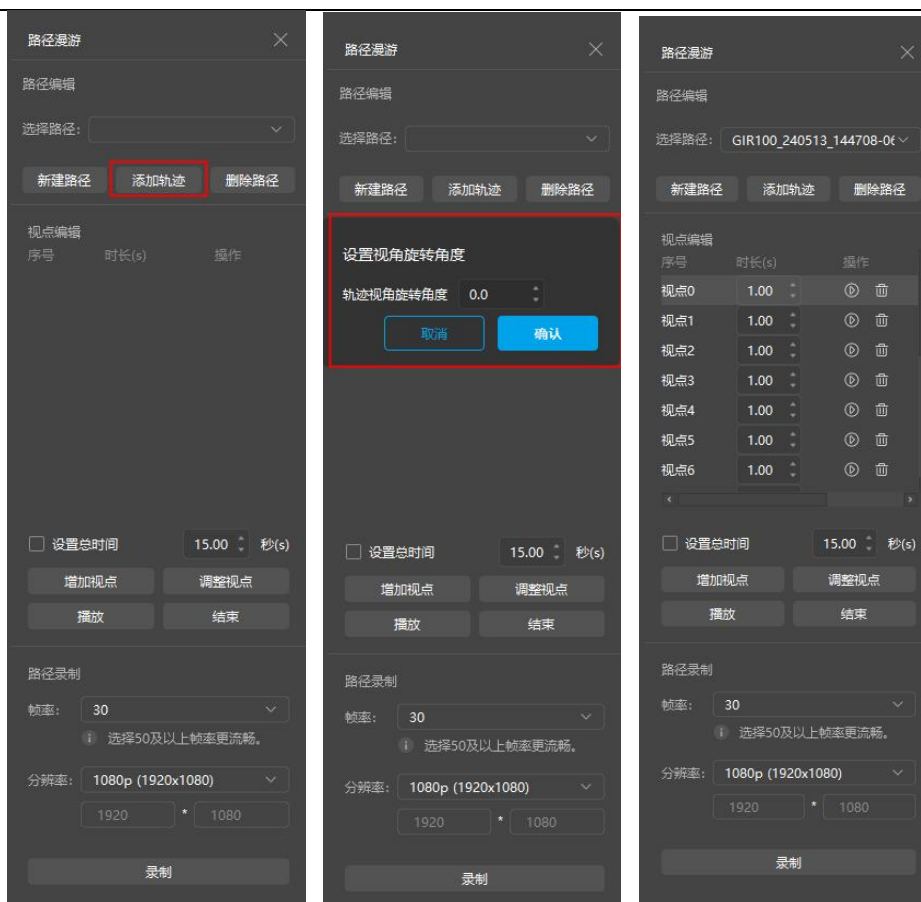 路径漫游
路径编辑
选择路径:
新建路径 添加轨迹 删除路径
视点编辑
序号 时长(s) 操作
设置总时间 15.00 秒(s)
增加视点 调整视点
播放 结束
路径录制
帧率: 30
选择50及以上帧率更流畅。
分辨率: 1080p (1920x1080)
1920 * 1080
录制
路径漫游
路径编辑
选择路径:
新建路径 添加轨迹 删除路径
设置视角旋转角度
轨迹视角旋转角度 0.0
取消 确认
设置总时间 15.00 秒(s)
增加视点 调整视点
播放 结束
路径录制
帧率: 30
选择50及以上帧率更流畅。
分辨率: 1080p (1920x1080)
1920 * 1080
录制
路径漫游
路径编辑
选择路径: GIR100_240513_144708-06
新建路径 添加轨迹 删除路径
视点编辑
序号 时长(s) 操作
视点0 1.00
视点1 1.00
视点2 1.00
视点3 1.00
视点4 1.00
视点5 1.00
视点6 1.00
设置总时间 15.00 秒(s)
增加视点 调整视点
播放 结束
路径录制
帧率: 30
选择50及以上帧率更流畅。
分辨率: 1080p (1920x1080)
1920 * 1080
录制